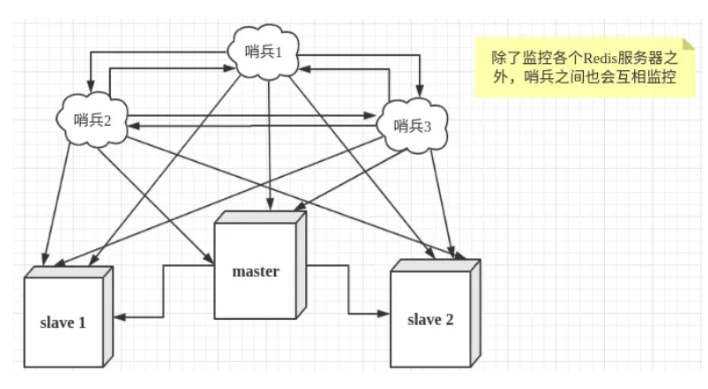 哨兵1
除了监控各个Redis服务器之
外，哨兵之间也会互相监控
哨兵2
哨兵3
master
slave 1
slave 2